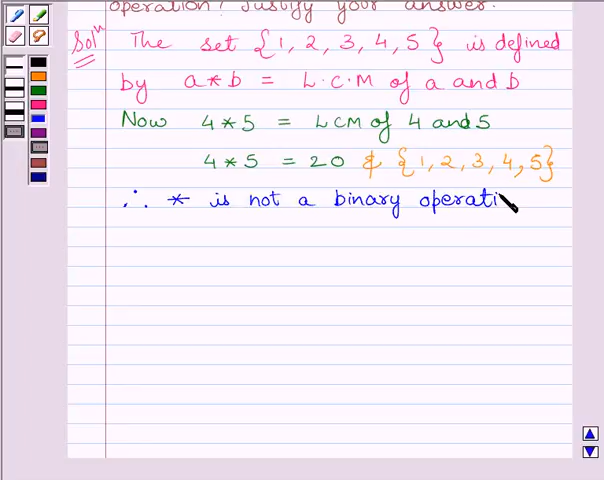 operation? Justify your answer.
Solⁿ The set {1, 2, 3, 4, 5} is defined
by a * b = L.C.M of a and b
Now 4 * 5 = LCM of 4 and 5
4 * 5 = 20 ∉ {1, 2, 3, 4, 5}
∴ * is not a binary operati